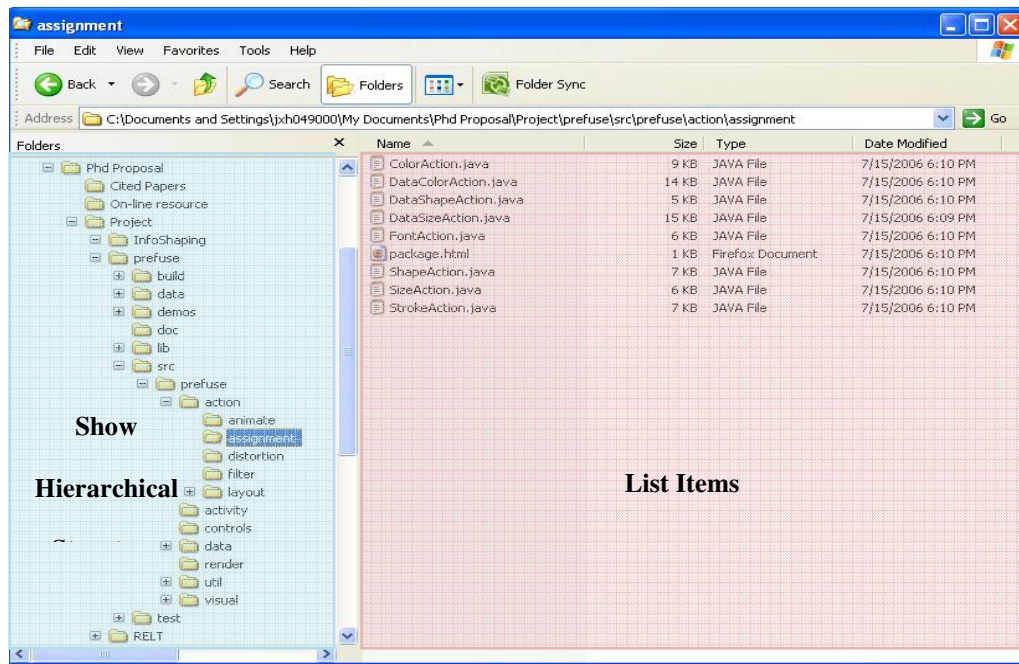 assignment
File Edit View Favorites Tools Help
Back Search Folders Folder Sync
Address C:\Documents and Settings\jxh049000\My Documents\Phd Proposal\Project\prefuse\src\prefuse\action\assignment Go
Folders
Name Size Type Date Modified
Phd Proposal
Cited Papers
On-line resource
Project
InfoShaping
prefuse
build
data
demos
doc
lib
src
prefuse
action
animate
assignment
distortion
filter
layout
activity
controls
data
render
util
visual
test
RELT
Show
Hierarchical
ColorAction.java 9 KB JAVA File 7/15/2006 6:10 PM
DataColorAction.java 14 KB JAVA File 7/15/2006 6:10 PM
DataShapeAction.java 5 KB JAVA File 7/15/2006 6:10 PM
DataSizeAction.java 15 KB JAVA File 7/15/2006 6:09 PM
FontAction.java 6 KB JAVA File 7/15/2006 6:10 PM
package.html 1 KB Firefox Document 7/15/2006 6:10 PM
ShapeAction.java 7 KB JAVA File 7/15/2006 6:10 PM
SizeAction.java 6 KB JAVA File 7/15/2006 6:10 PM
StrokeAction.java 7 KB JAVA File 7/15/2006 6:10 PM
List Items